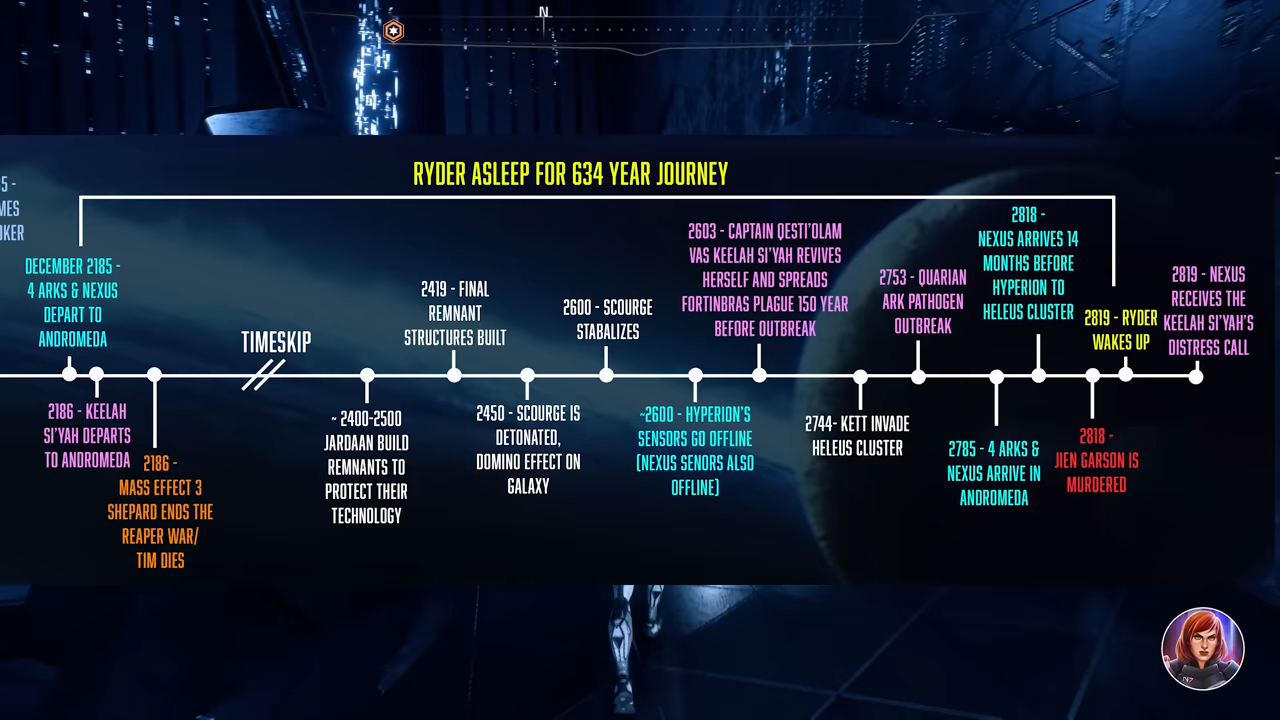 N
RYDER ASLEEP FOR 634 YEAR JOURNEY
5 -
MES
OKER
DECEMBER 2185 -
4 ARKS & NEXUS
DEPART TO
ANDROMEDA
2186 - KEELAH
SI'YAH DEPARTS
TO ANDROMEDA
2186 -
MASS EFFECT 3
SHEPARD ENDS THE
REAPER WAR/
TIM DIES
TIMESKIP
~ 2400-2500
JARDAAN BUILD
REMNANTS TO
PROTECT THEIR
TECHNOLOGY
2419 - FINAL
REMNANT
STRUCTURES BUILT
2450 - SCOURGE IS
DETONATED,
DOMINO EFFECT ON
GALAXY
2600 - SCOURGE
STABALIZES
~2600 - HYPERION'S
SENSORS GO OFFLINE
(NEXUS SENORS ALSO
OFFLINE)
2603 - CAPTAIN QESTI'OLAM
VAS KEELAH SI'YAH REVIVES
HERSELF AND SPREADS
FORTINBRAS PLAGUE 150 YEAR
BEFORE OUTBREAK
2744- KETT INVADE
HELEUS CLUSTER
2753 - QUARIAN
ARK PATHOGEN
OUTBREAK
2785 - 4 ARKS &
NEXUS ARRIVE IN
ANDROMEDA
2818 -
NEXUS ARRIVES 14
MONTHS BEFORE
HYPERION TO
HELEUS CLUSTER
2818 -
JIEN GARSON IS
MURDERED
2819 - RYDER
WAKES UP
2819 - NEXUS
RECEIVES THE
KEELAH SI'YAH'S
DISTRESS CALL
N7